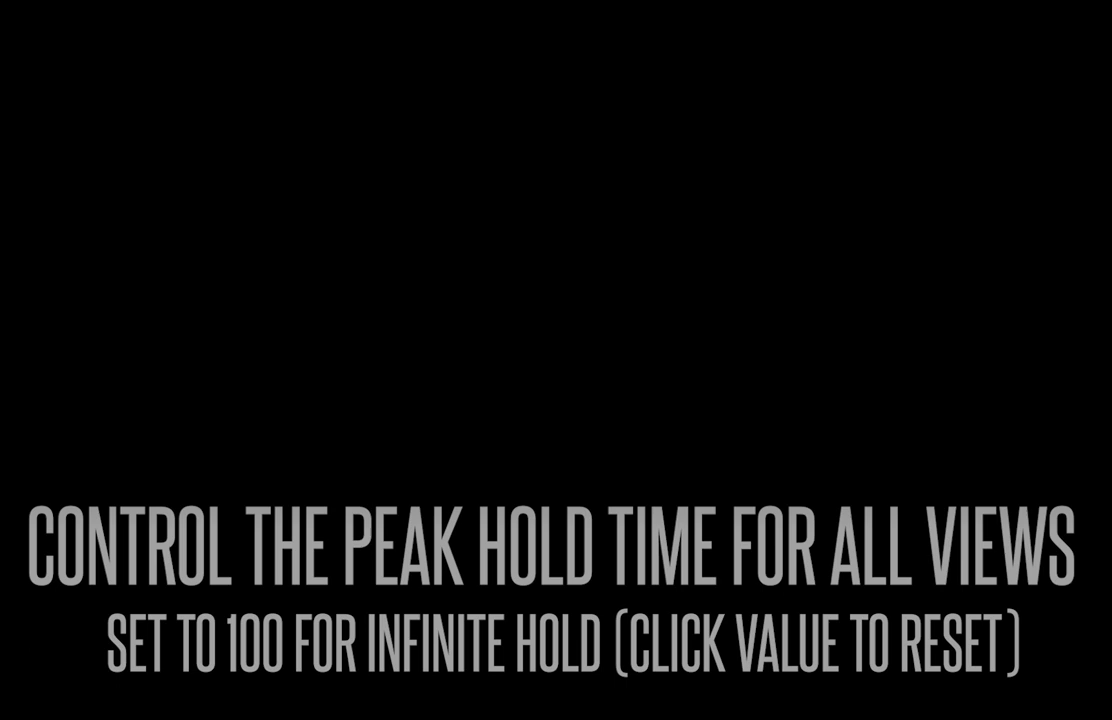 CONTROL THE PEAK HOLD TIME FOR ALL VIEWS
SET TO 100 FOR INFINITE HOLD (CLICK VALUE TO RESET)